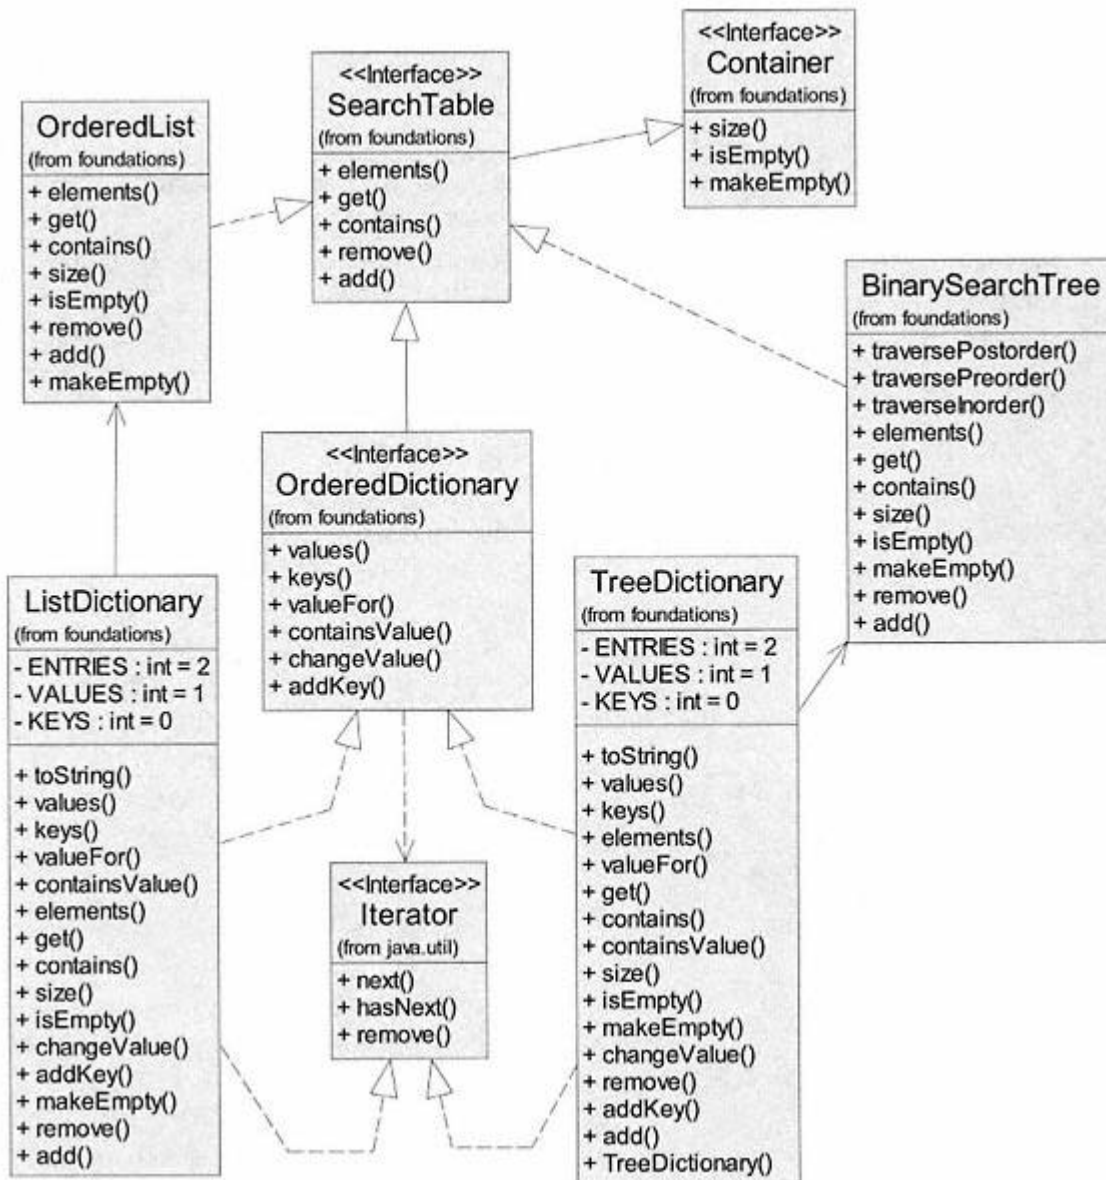 <<Interface>>
Container
(from foundations)
+ size()
+ isEmpty()
+ makeEmpty()
<<Interface>>
SearchTable
(from foundations)
+ elements()
+ get()
+ contains()
+ remove()
+ add()
OrderedList
(from foundations)
+ elements()
+ get()
+ contains()
+ size()
+ isEmpty()
+ remove()
+ add()
+ makeEmpty()
BinarySearchTree
(from foundations)
+ traversePostorder()
+ traversePreorder()
+ traverseInorder()
+ elements()
+ get()
+ contains()
+ size()
+ isEmpty()
+ makeEmpty()
+ remove()
+ add()
<<Interface>>
OrderedDictionary
(from foundations)
+ values()
+ keys()
+ valueFor()
+ containsValue()
+ changeValue()
+ addKey()
ListDictionary
(from foundations)
- ENTRIES : int = 2
- VALUES : int = 1
- KEYS : int = 0
+ toString()
+ values()
+ keys()
+ valueFor()
+ containsValue()
+ elements()
+ get()
+ contains()
+ size()
+ isEmpty()
+ changeValue()
+ addKey()
+ makeEmpty()
+ remove()
+ add()
TreeDictionary
(from foundations)
- ENTRIES : int = 2
- VALUES : int = 1
- KEYS : int = 0
+ toString()
+ values()
+ keys()
+ elements()
+ valueFor()
+ get()
+ contains()
+ containsValue()
+ size()
+ isEmpty()
+ makeEmpty()
+ changeValue()
+ remove()
+ addKey()
+ add()
+ TreeDictionary()
<<Interface>>
Iterator
(from java.util)
+ next()
+ hasNext()
+ remove()